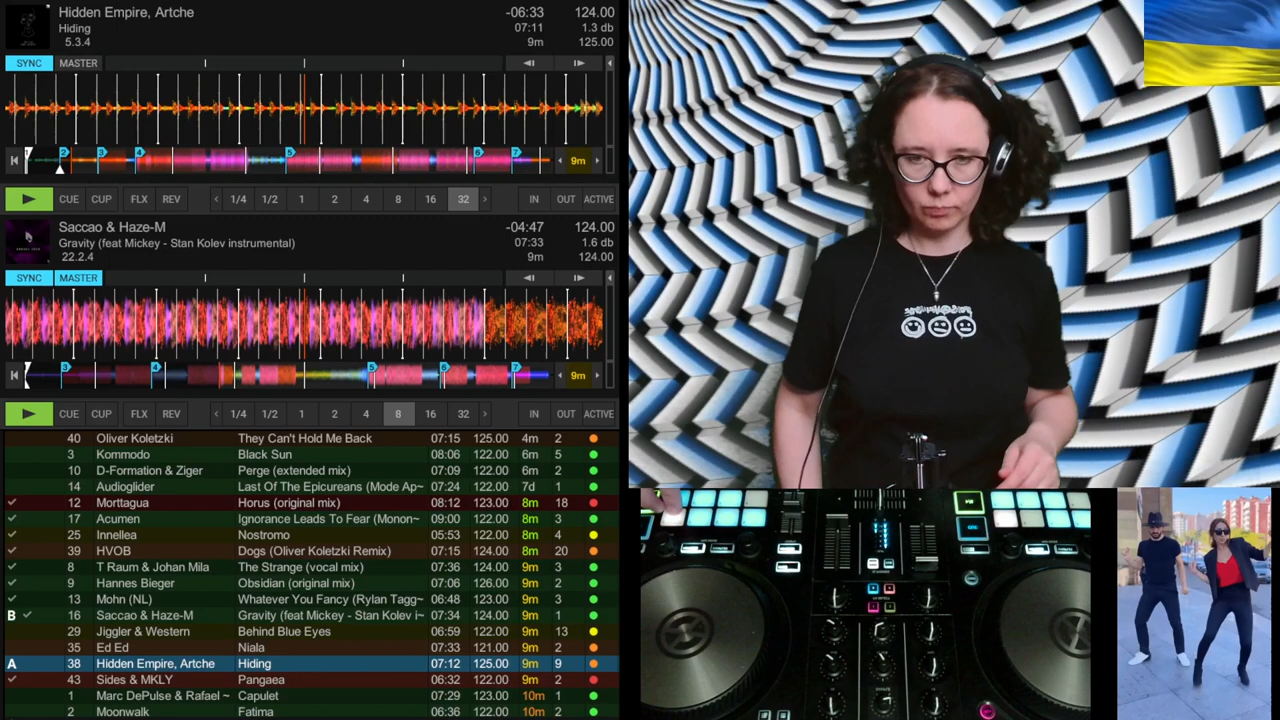 Hidden Empire, Artche -06:33 124.00
Hiding 07:11 1.3 db
5.3.4 9m 125.00
SYNC MASTER
1 2 3 4 5 6 7 9m
CUE CUP FLX REV 1/4 1/2 1 2 4 8 16 32 IN OUT ACTIVE
Saccao & Haze-M -04:47 124.00
Gravity (feat Mickey - Stan Kolev instrumental) 07:33 1.6 db
22.2.4 9m 124.00
SYNC MASTER
3 4 5 6 7 9m
CUE CUP FLX REV 1/4 1/2 1 2 4 8 16 32 IN OUT ACTIVE
40 Oliver Koletzki They Can't Hold Me Back 07:15 125.00 4m 2
3 Kommodo Black Sun 08:06 122.00 6m 5
10 D-Formation & Ziger Perge (extended mix) 07:09 122.00 6m 2
14 Audioglider Last Of The Epicureans (Mode Ap~ 07:24 122.00 7d 1
12 Morttagua Horus (original mix) 08:12 123.00 8m 18
17 Acumen Ignorance Leads To Fear (Monon~ 09:00 122.00 8m 3
25 Innellea Nostromo 05:53 122.00 8m 4
39 HVOB Dogs (Oliver Koletzki Remix) 07:15 124.00 8m 20
8 T Raum & Johan Mila The Strange (vocal mix) 07:36 124.00 9m 3
9 Hannes Bieger Obsidian (original mix) 07:06 126.00 9m 2
13 Mohn (NL) Whatever You Fancy (Rylan Tagg~ 06:48 123.00 9m 3
B 16 Saccao & Haze-M Gravity (feat Mickey - Stan Kolev i~ 07:34 124.00 9m 1
29 Jiggler & Western Behind Blue Eyes 06:59 122.00 9m 13
35 Ed Ed Niala 07:33 121.00 9m 2
A 38 Hidden Empire, Artche Hiding 07:12 125.00 9m 9
43 Sides & MKLY Pangaea 06:32 122.00 9m 2
1 Marc DePulse & Rafael ~ Capulet 07:29 123.00 10m 1
2 Moonwalk Fatima 06:36 122.00 10m 2